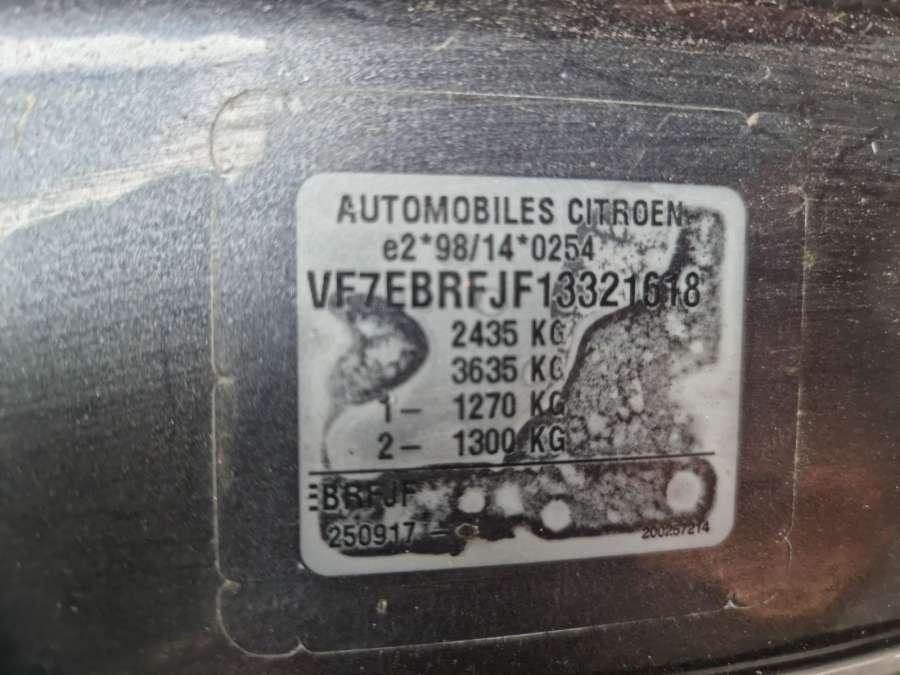 AUTOMOBILES CITROEN
e2*98/14*0254
VF7EBRFJF13321618
2435 KG
3635 KG
1- 1270 KG
2- 1300 KG
EBRFJF
250917-
200257214